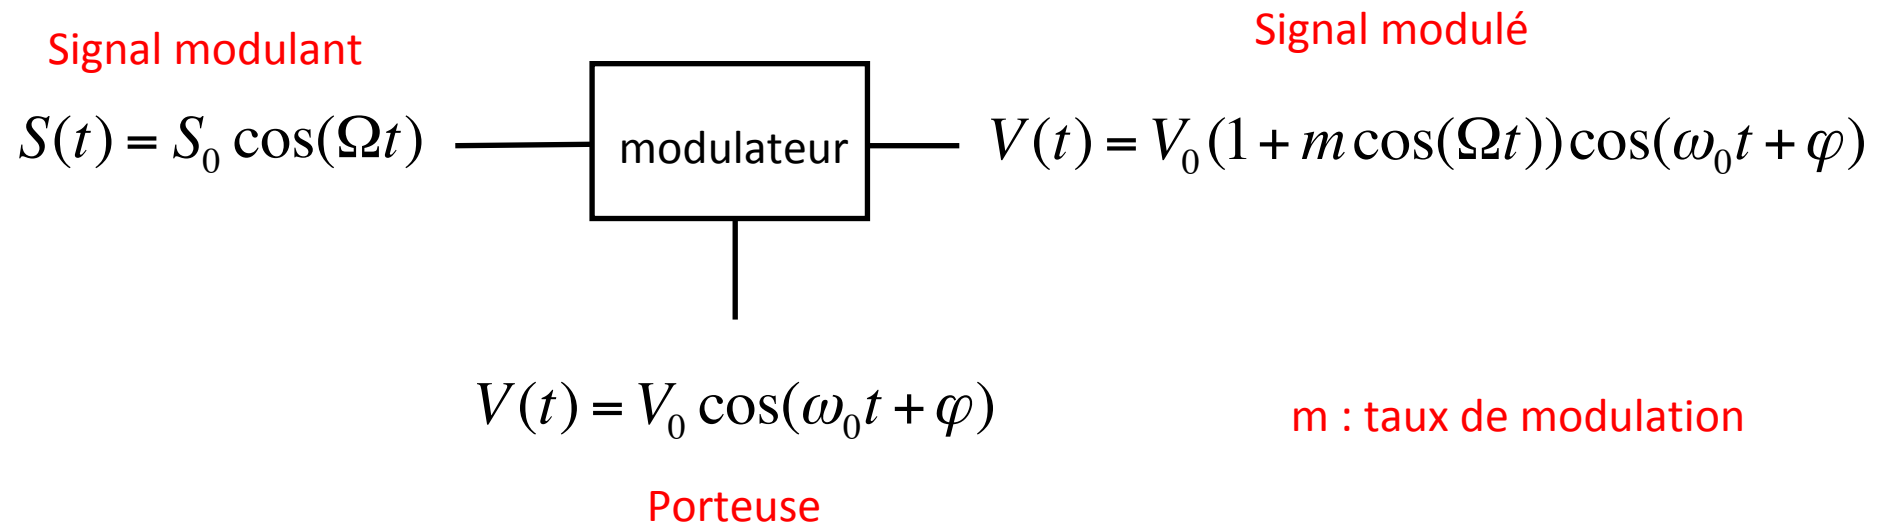 Signal modulant
Signal modulé
S(t) = S₀ cos(Ωt)
modulateur
V(t) = V₀(1 + m cos(Ωt)) cos(ω₀t + φ)
V(t) = V₀ cos(ω₀t + φ)
m : taux de modulation
Porteuse